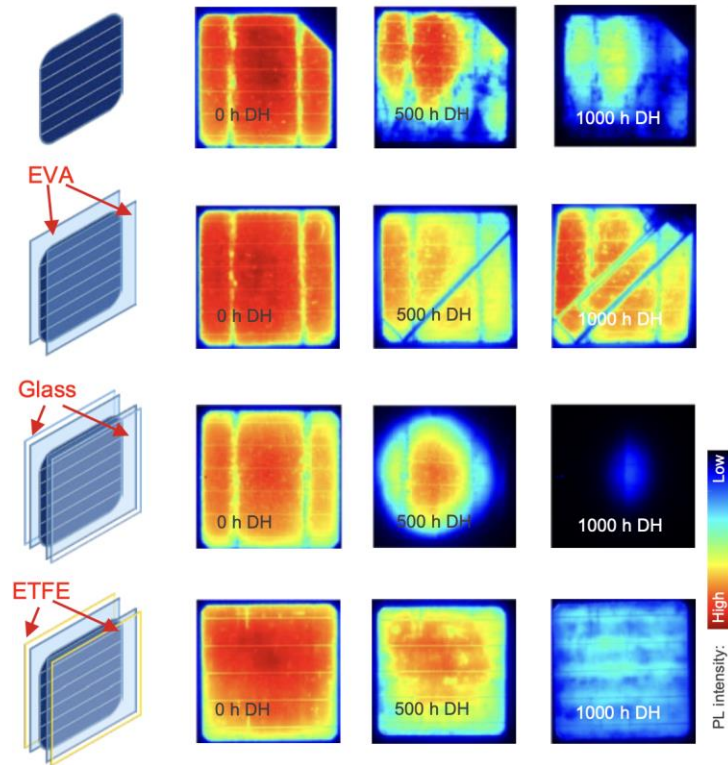 0 h DH
500 h DH
1000 h DH
EVA
0 h DH
500 h DH
1000 h DH
Glass
0 h DH
500 h DH
1000 h DH
ETFE
0 h DH
500 h DH
1000 h DH
PL intensity:
High
Low